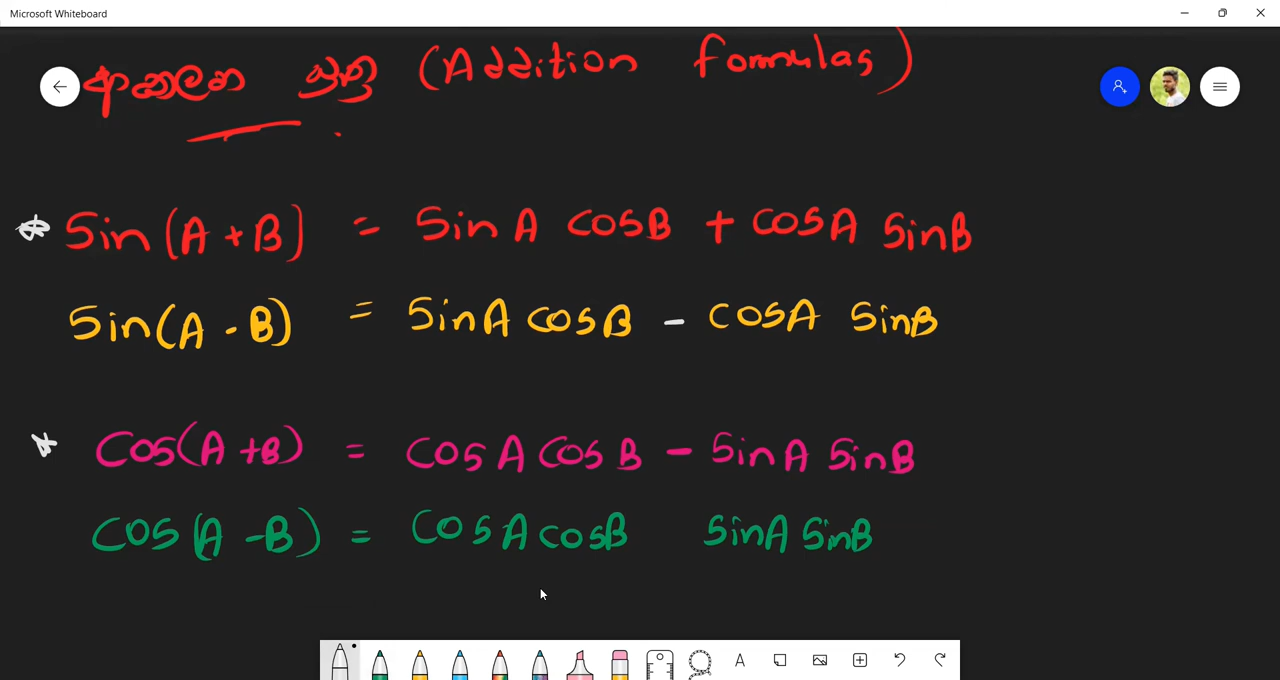 Microsoft Whiteboard
ආකලන සූත්‍ර (Addition formulas)
* Sin(A+B) = SinA cosB + cosA SinB
Sin(A-B) = SinA cosB - cosA SinB
* Cos(A+B) = cosA cosB - SinA SinB
Cos(A-B) = cosA cosB SinA SinB
A